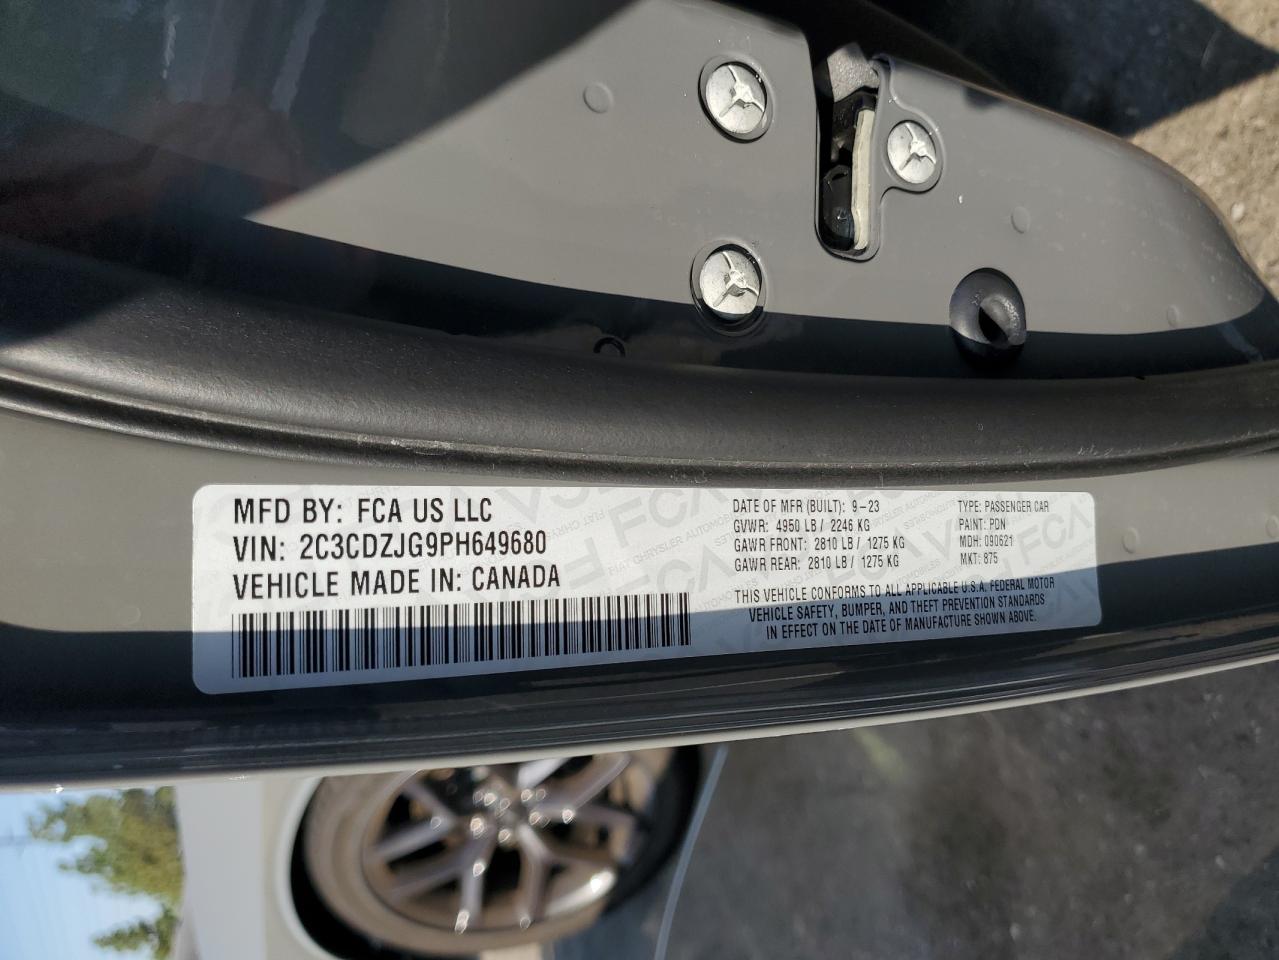 MFD BY: FCA US LLC
VIN: 2C3CDZJG9PH649680
VEHICLE MADE IN: CANADA
DATE OF MFR (BUILT): 9-23
GVWR: 4950 LB / 2246 KG
GAWR FRONT: 2810 LB / 1275 KG
GAWR REAR: 2810 LB / 1275 KG
TYPE: PASSENGER CAR
PAINT: PDN
MDH: 090621
MKT: 875
THIS VEHICLE CONFORMS TO ALL APPLICABLE U.S.A. FEDERAL MOTOR
VEHICLE SAFETY, BUMPER, AND THEFT PREVENTION STANDARDS
IN EFFECT ON THE DATE OF MANUFACTURE SHOWN ABOVE.